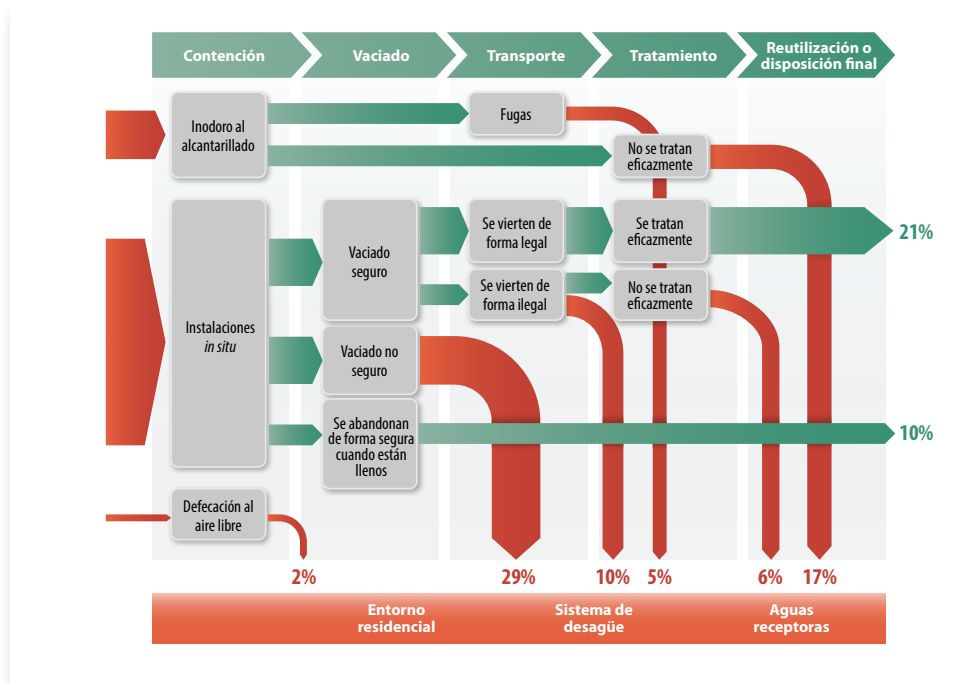 Contención
Vaciado
Transporte
Tratamiento
Reutilización o
disposición final
Inodoro al
alcantarillado
Fugas
No se tratan
eficazmente
Instalaciones
in situ
Vaciado
seguro
Se vierten de
forma legal
Se tratan
eficazmente
21%
Se vierten de
forma ilegal
No se tratan
eficazmente
Vaciado no
seguro
Se abandonan
de forma segura
cuando están
llenos
10%
Defecación al
aire libre
2%
29%
10%
5%
6%
17%
Entorno
residencial
Sistema de
desagüe
Aguas
receptoras